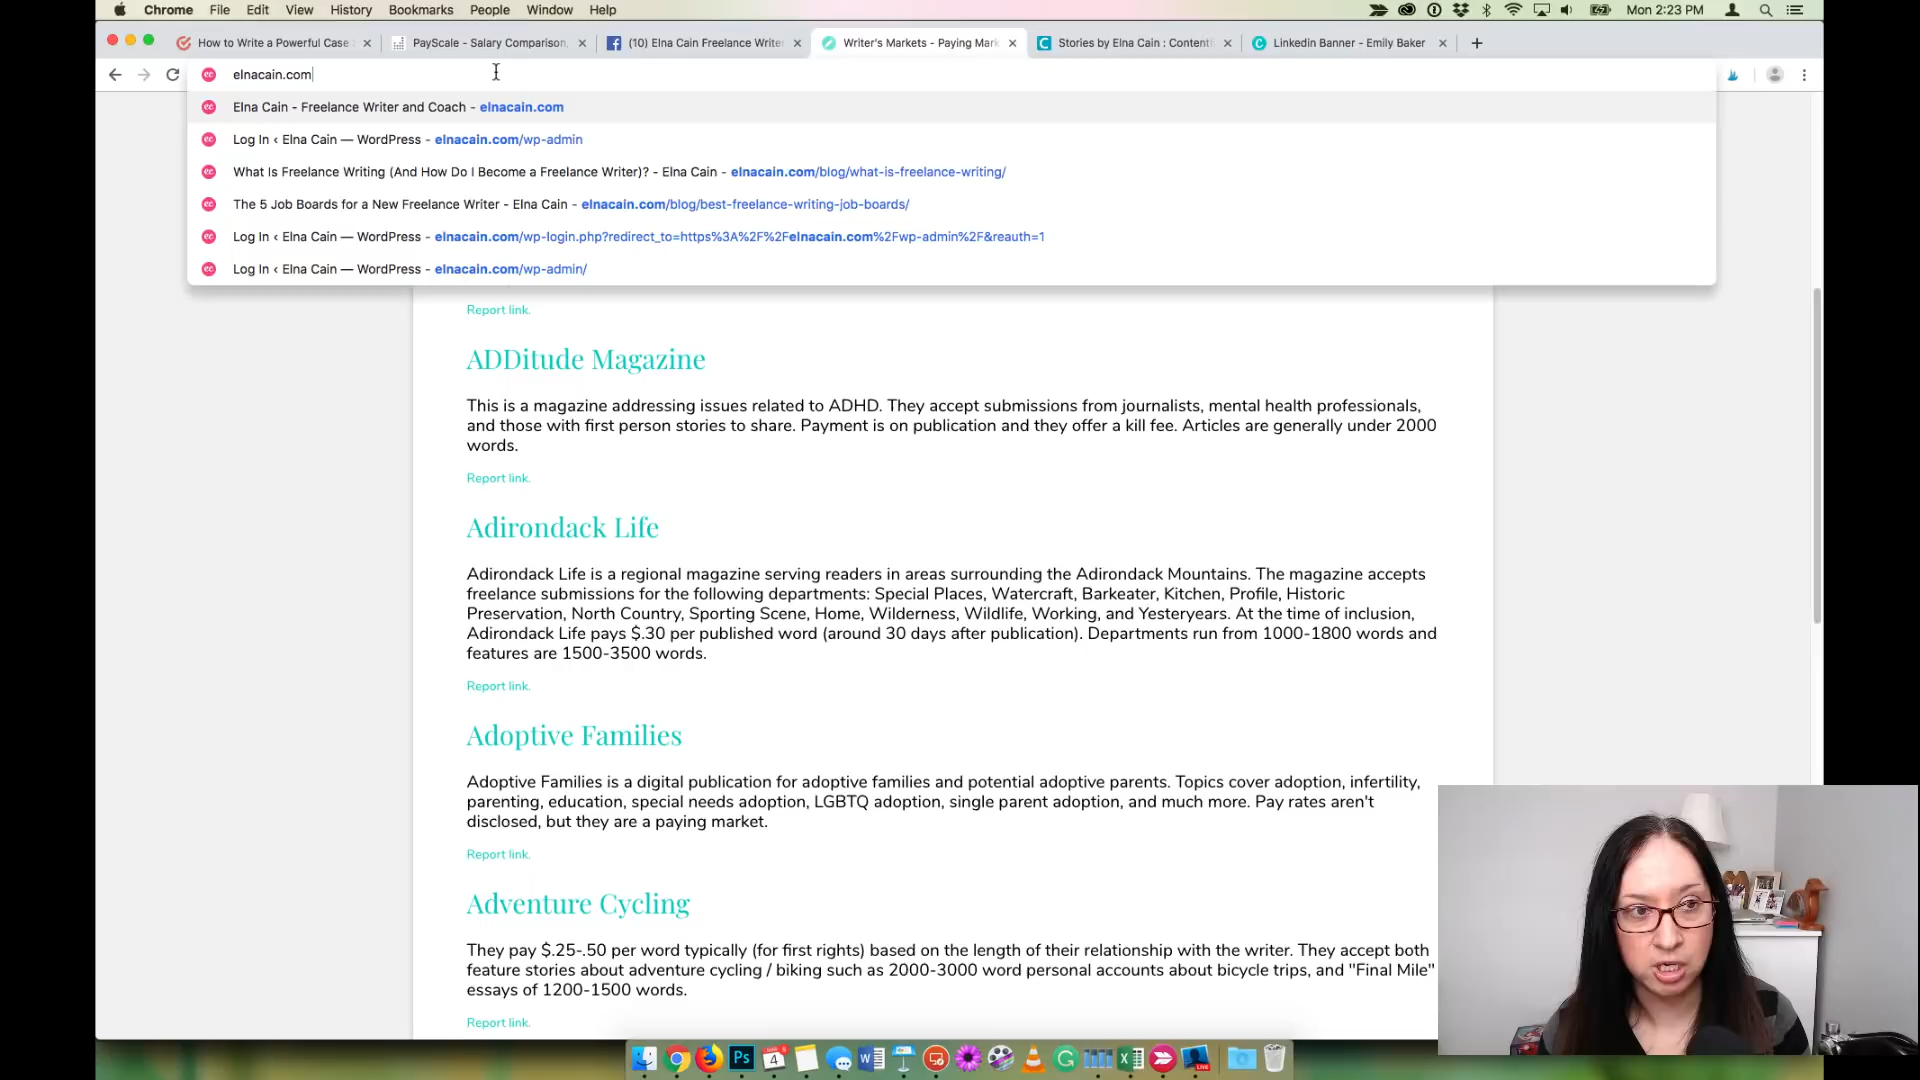 Chrome File Edit View History Bookmarks People Window Help Mon 2:23 PM
How to Write a Powerful Case PayScale - Salary Comparison, (10) Elna Cain Freelance Write Writer's Markets - Paying Mark Stories by Elna Cain : Contentl Linkedin Banner - Emily Baker
elnacain.com
Elna Cain - Freelance Writer and Coach - elnacain.com
Log In ‹ Elna Cain — WordPress - elnacain.com/wp-admin
What Is Freelance Writing (And How Do I Become a Freelance Writer)? - Elna Cain - elnacain.com/blog/what-is-freelance-writing/
The 5 Job Boards for a New Freelance Writer - Elna Cain - elnacain.com/blog/best-freelance-writing-job-boards/
Log In ‹ Elna Cain — WordPress - elnacain.com/wp-login.php?redirect_to=https%3A%2F%2Felnacain.com%2Fwp-admin%2F&reauth=1
Log In ‹ Elna Cain — WordPress - elnacain.com/wp-admin/
Report link.
ADDitude Magazine
This is a magazine addressing issues related to ADHD. They accept submissions from journalists, mental health professionals,
and those with first person stories to share. Payment is on publication and they offer a kill fee. Articles are generally under 2000
words.
Report link.
Adirondack Life
Adirondack Life is a regional magazine serving readers in areas surrounding the Adirondack Mountains. The magazine accepts
freelance submissions for the following departments: Special Places, Watercraft, Barkeater, Kitchen, Profile, Historic
Preservation, North Country, Sporting Scene, Home, Wilderness, Wildlife, Working, and Yesteryears. At the time of inclusion,
Adirondack Life pays $.30 per published word (around 30 days after publication). Departments run from 1000-1800 words and
features are 1500-3500 words.
Report link.
Adoptive Families
Adoptive Families is a digital publication for adoptive families and potential adoptive parents. Topics cover adoption, infertility,
parenting, education, special needs adoption, LGBTQ adoption, single parent adoption, and much more. Pay rates aren't
disclosed, but they are a paying market.
Report link.
Adventure Cycling
They pay $.25-.50 per word typically (for first rights) based on the length of their relationship with the writer. They accept both
feature stories about adventure cycling / biking such as 2000-3000 word personal accounts about bicycle trips, and "Final Mile"
essays of 1200-1500 words.
Report link.